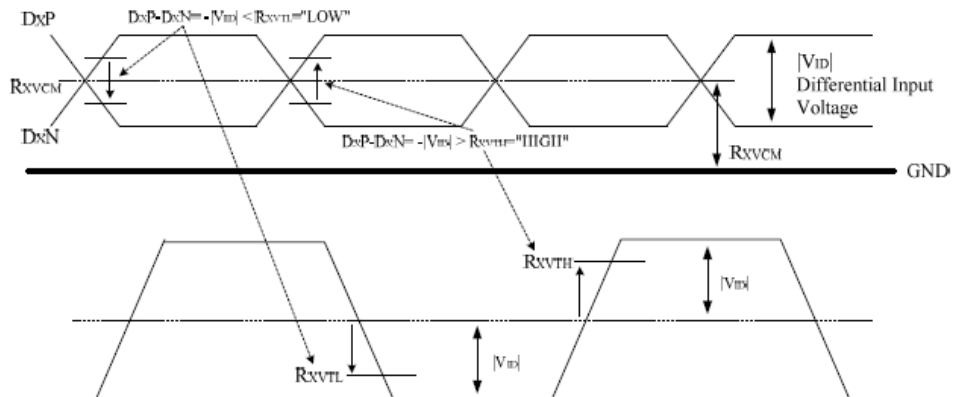 DxP-DxN= -|VID| < RXVTL="LOW"
DxP
|VID|
Differential Input
Voltage
RXVCM
DxN
DxP-DxN= -|VID| > RXVTH="HIGH"
RXVCM
GND
RXVTH
|VID|
RXVTL
|VID|